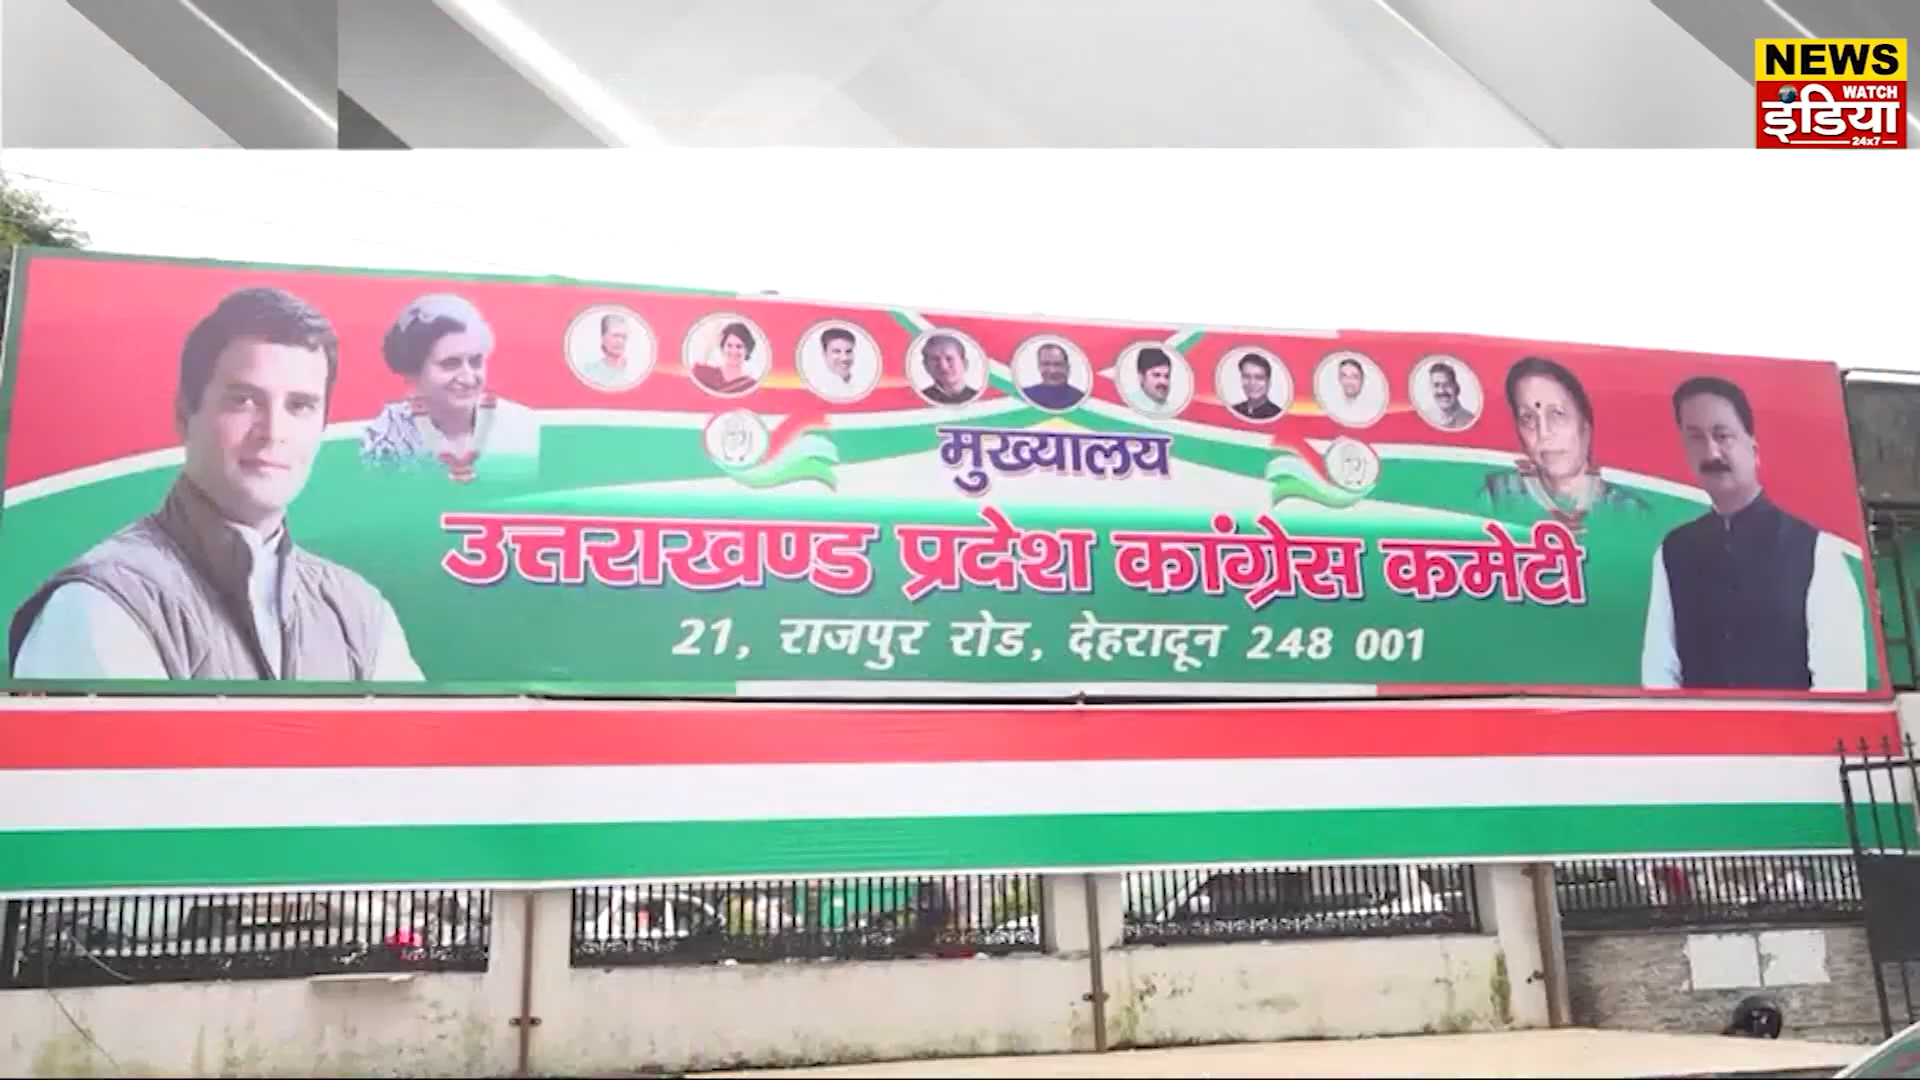 NEWS
WATCH
इंडिया
24x7
मुख्यालय
उत्तराखण्ड प्रदेश कांग्रेस कमेटी
21, राजपुर रोड, देहरादून 248 001